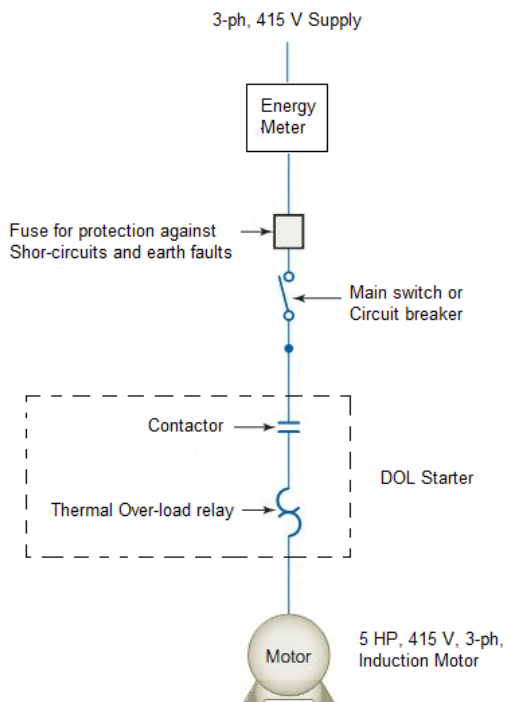 3-ph, 415 V Supply
Energy
Meter
Fuse for protection against
Shor-circuits and earth faults
Main switch or
Circuit breaker
Contactor
DOL Starter
Thermal Over-load relay
5 HP, 415 V, 3-ph,
Induction Motor
Motor